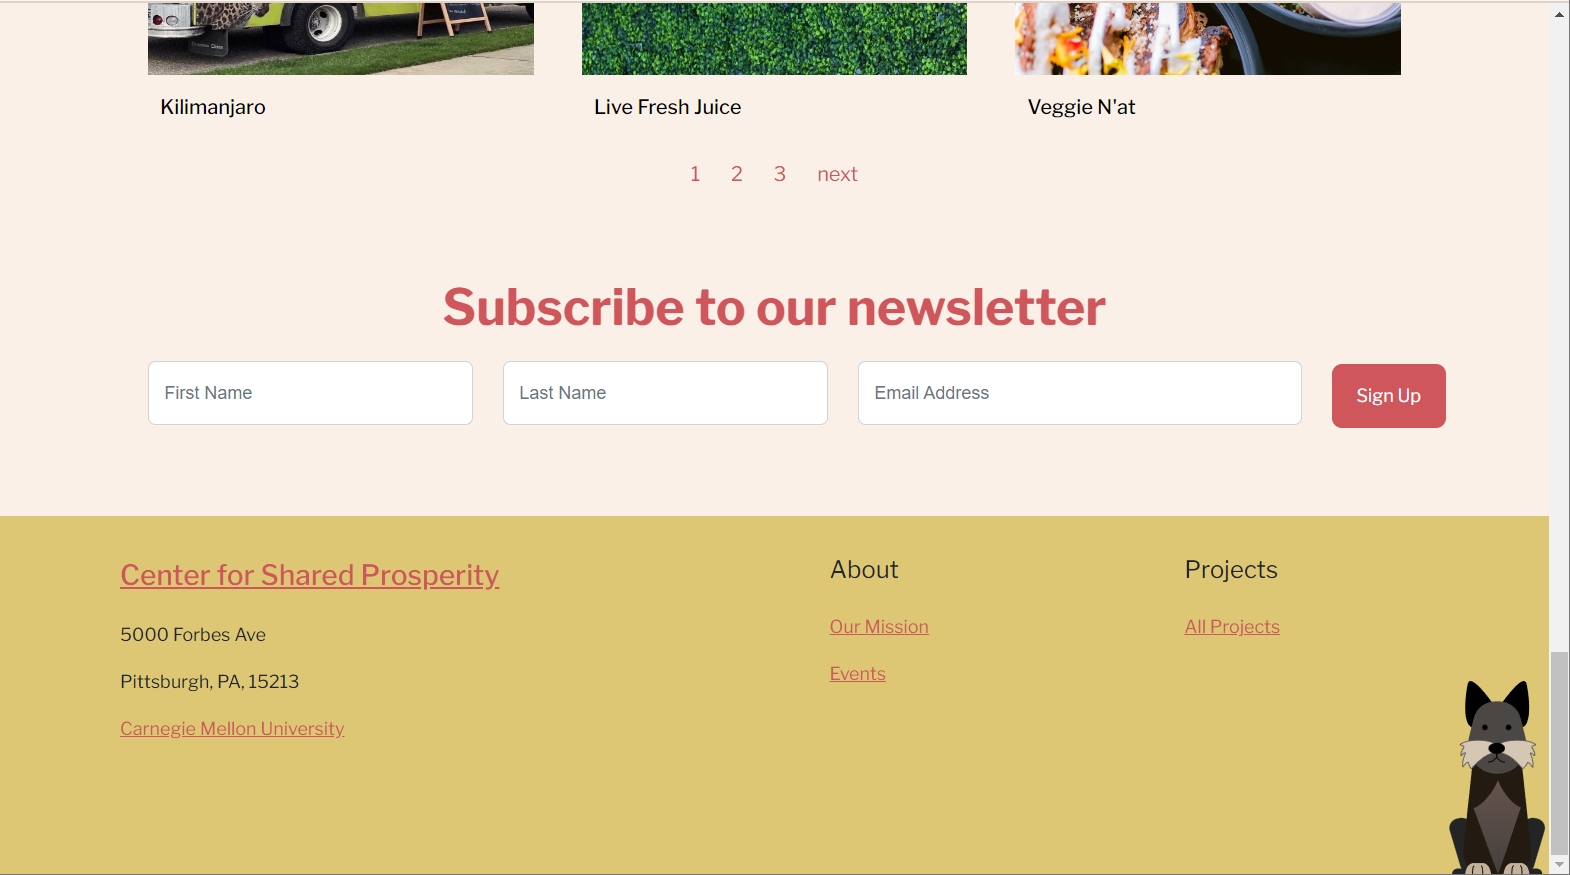 Kilimanjaro
Live Fresh Juice
Veggie N'at
1 2 3 next
Subscribe to our newsletter
First Name
Last Name
Email Address
Sign Up
Center for Shared Prosperity
5000 Forbes Ave
Pittsburgh, PA, 15213
Carnegie Mellon University
About
Our Mission
Events
Projects
All Projects